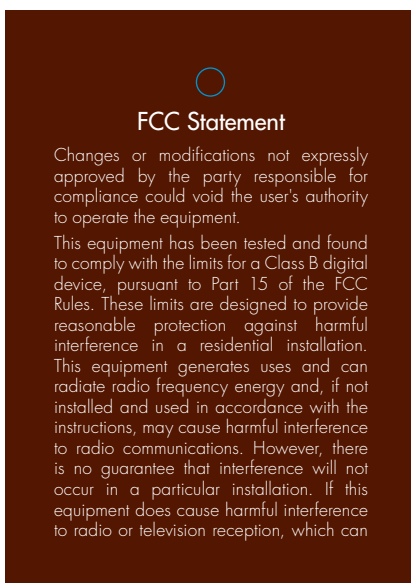 FCC Statement
Changes or modifications not expressly
approved by the party responsible for
compliance could void the user's authority
to operate the equipment.
This equipment has been tested and found
to comply with the limits for a Class B digital
device, pursuant to Part 15 of the FCC
Rules. These limits are designed to provide
reasonable protection against harmful
interference in a residential installation.
This equipment generates uses and can
radiate radio frequency energy and, if not
installed and used in accordance with the
instructions, may cause harmful interference
to radio communications. However, there
is no guarantee that interference will not
occur in a particular installation. If this
equipment does cause harmful interference
to radio or television reception, which can